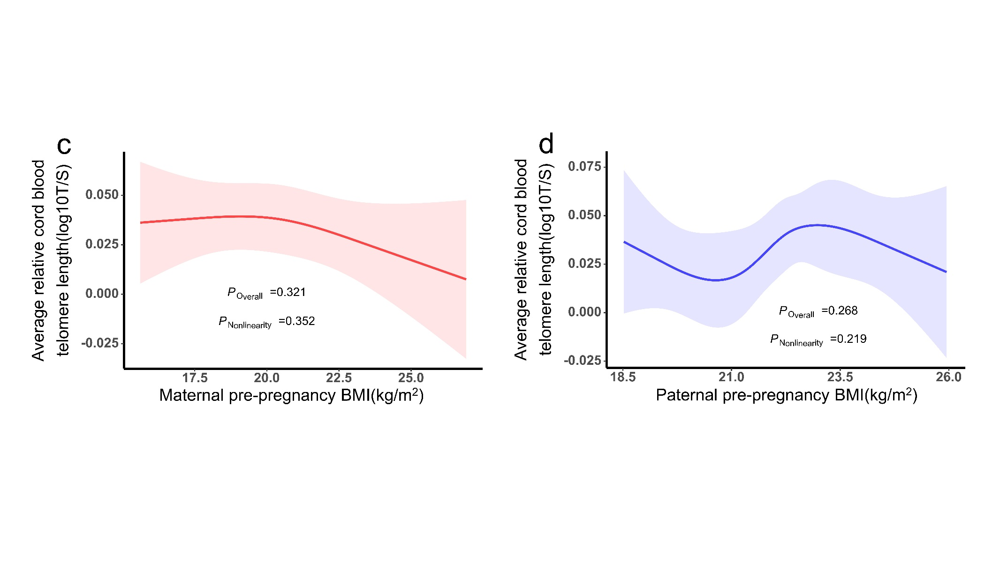 c
Average relative cord blood
telomere length(log10T/S)
0.050
0.025
0.000
-0.025
P Overall =0.321
P Nonlinearity =0.352
17.5 20.0 22.5 25.0
Maternal pre-pregnancy BMI(kg/m²)
d
Average relative cord blood
telomere length(log10T/S)
0.075
0.050
0.025
0.000
-0.025
P Overall =0.268
P Nonlinearity =0.219
18.5 21.0 23.5 26.0
Paternal pre-pregnancy BMI(kg/m²)